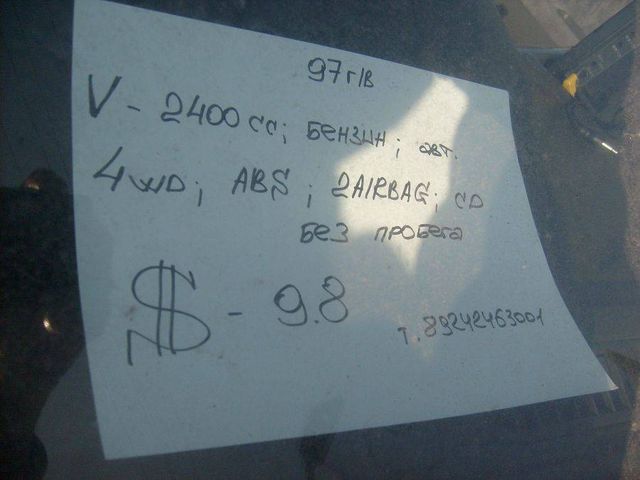 97 г/в
V - 2400 cc; бензин; авт.
4WD; ABS; 2AIRBAG; CD
без пробега
$ - 9.8
т. 89242463001